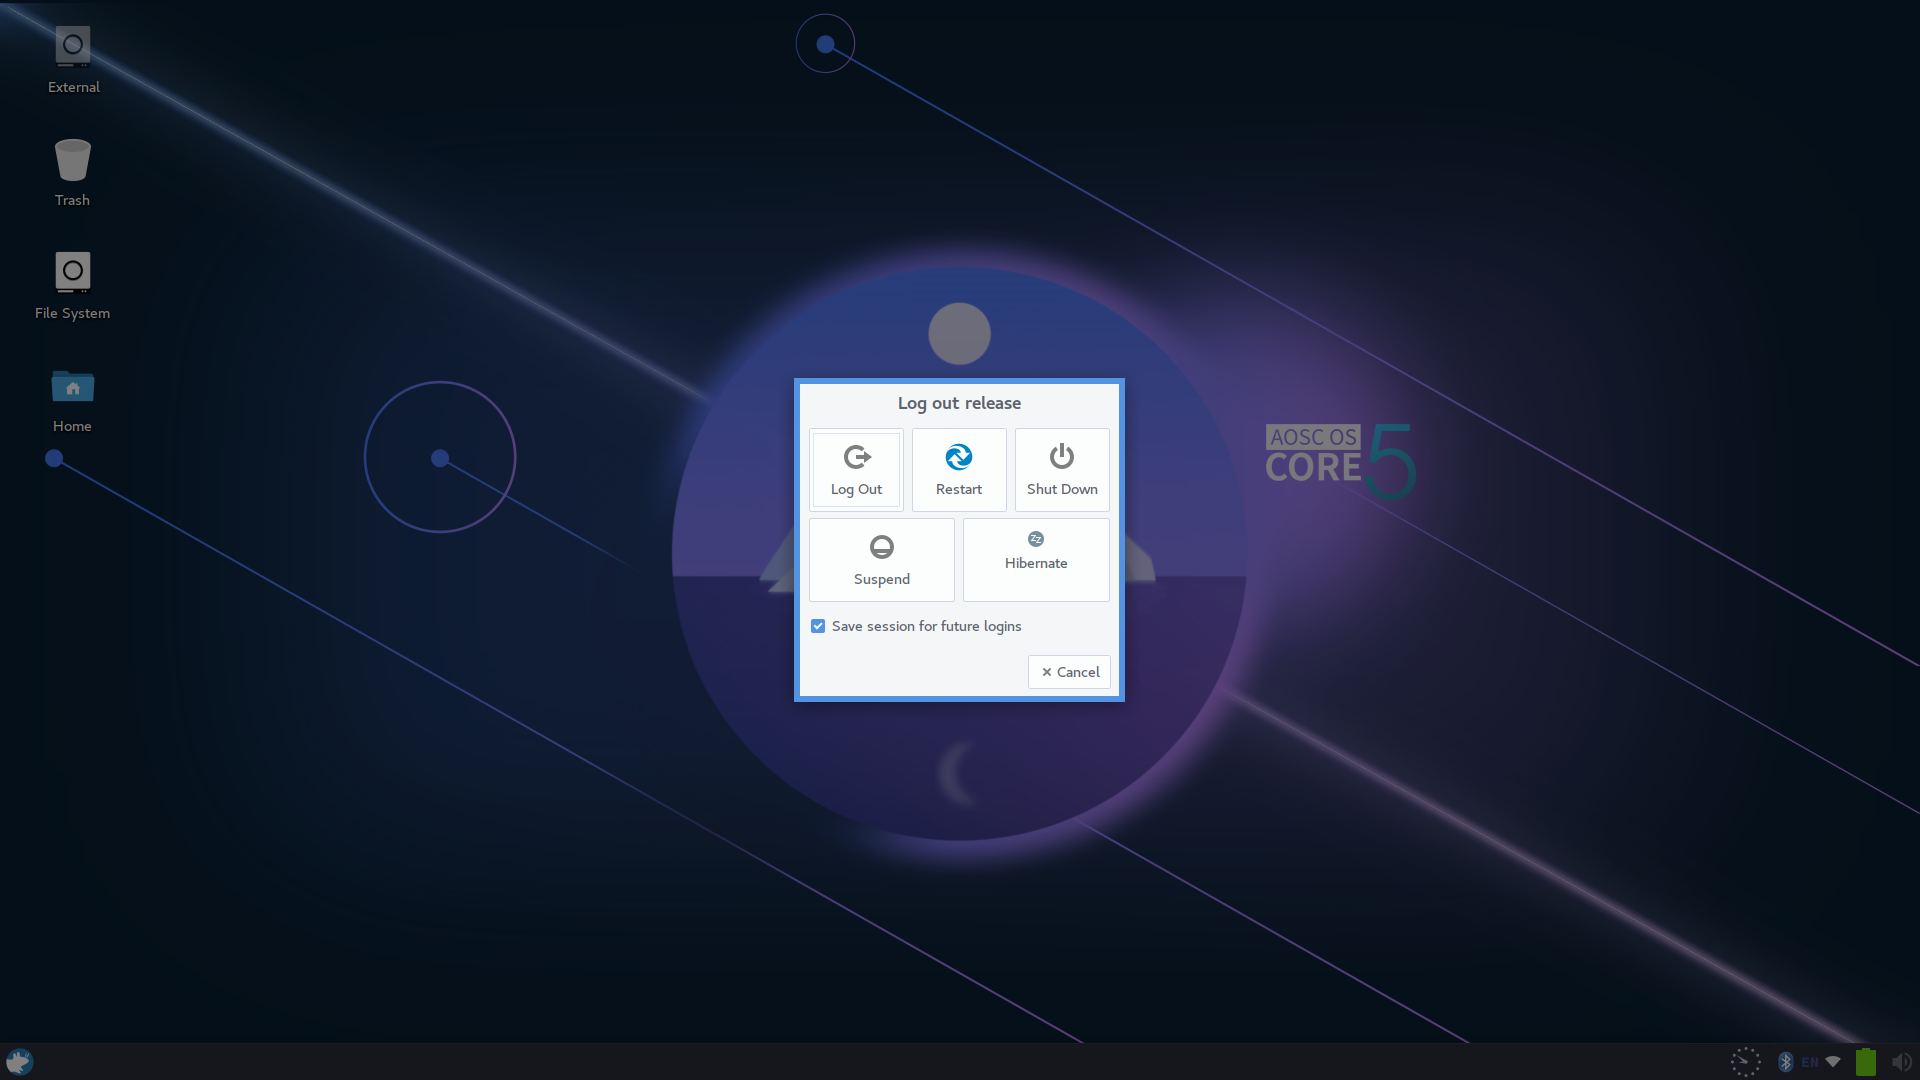 External
Trash
File System
Home
AOSC OS
CORE 5
Log out release
Log Out
Restart
Shut Down
Suspend
zz
Hibernate
Save session for future logins
Cancel
EN